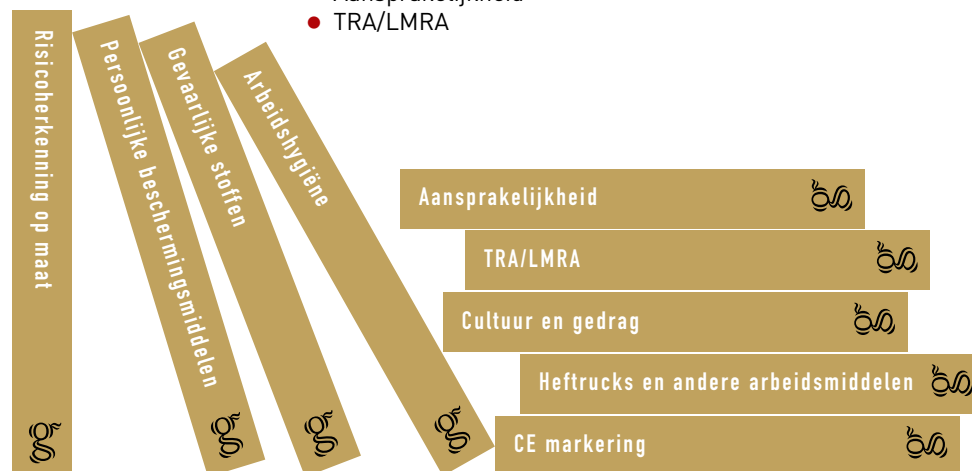 Aansprakelijkheid
● TRA/LMRA
Risicoherkenning op maat
Persoonlijke beschermingsmiddelen
Gevaarlijke stoffen
Arbeidshygiëne
Aansprakelijkheid
TRA/LMRA
Cultuur en gedrag
Heftrucks en andere arbeidsmiddelen
CE markering